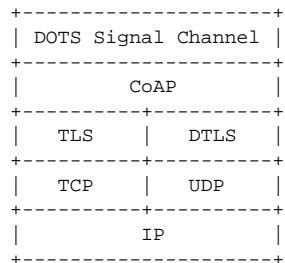 +---------------------+
| DOTS Signal Channel |
+---------------------+
|         CoAP        |
+----------+----------+
|   TLS    |   DTLS   |
+----------+----------+
|   TCP    |   UDP    |
+----------+----------+
|          IP         |
+---------------------+